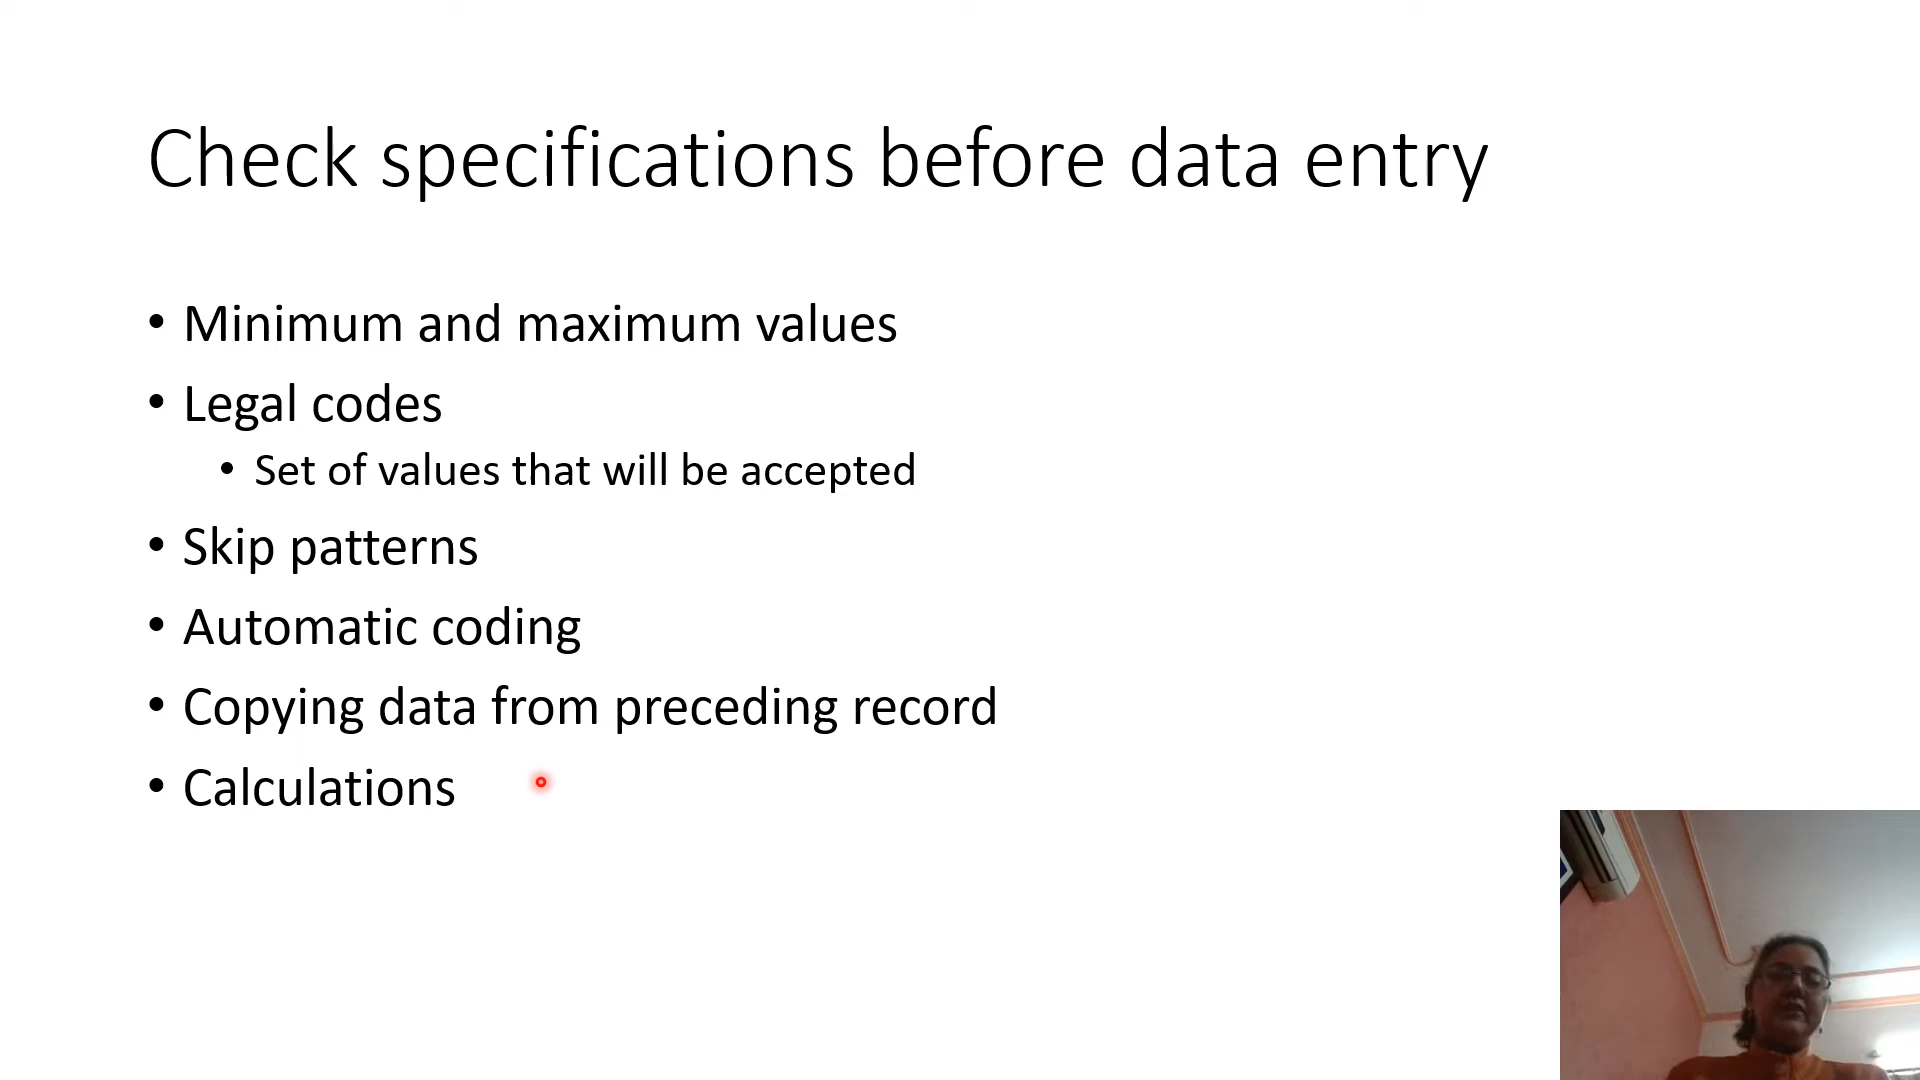 Check specifications before data entry
• Minimum and maximum values
• Legal codes
• Set of values that will be accepted
• Skip patterns
• Automatic coding
• Copying data from preceding record
• Calculations